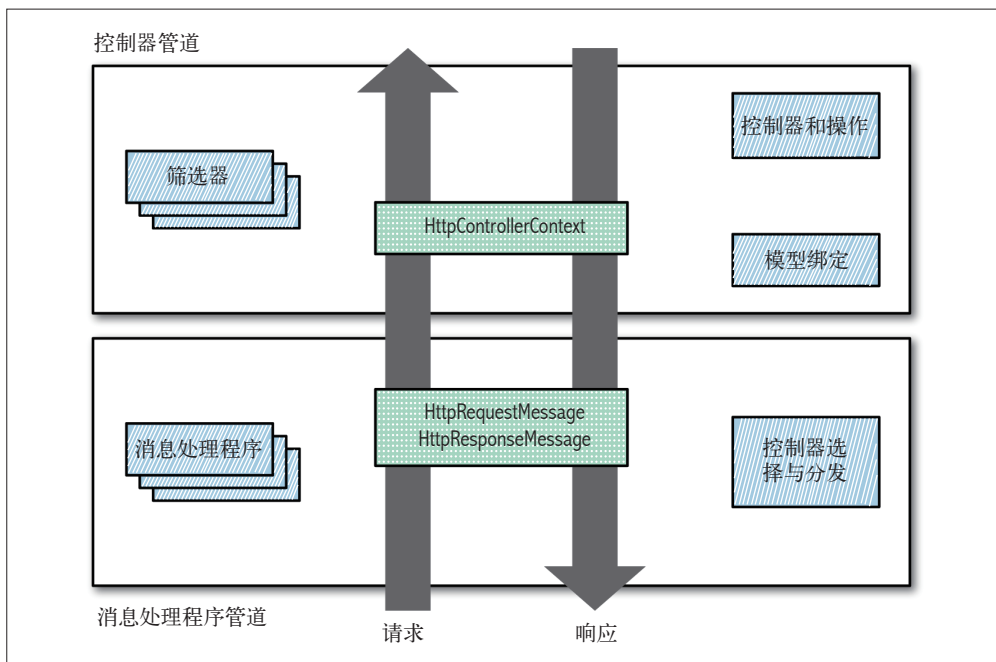 控制器管道
控制器和操作
筛选器
HttpControllerContext
模型绑定
HttpRequestMessage
HttpResponseMessage
消息处理程序
控制器选
择与分发
消息处理程序管道
请求
响应